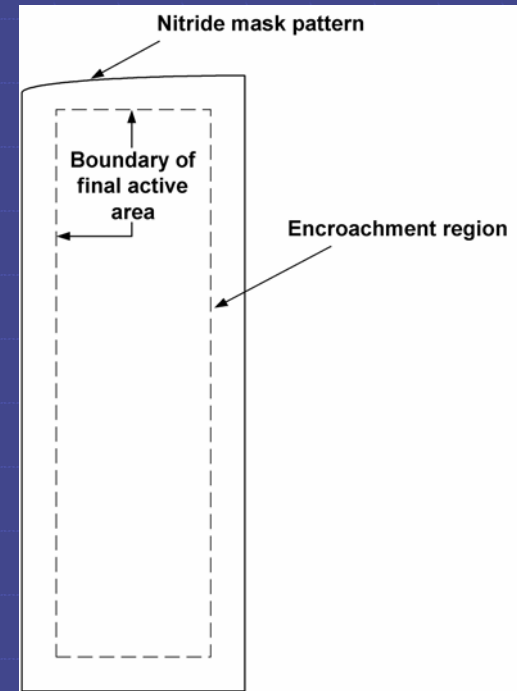 Nitride mask pattern
Boundary of
final active
area
Encroachment region